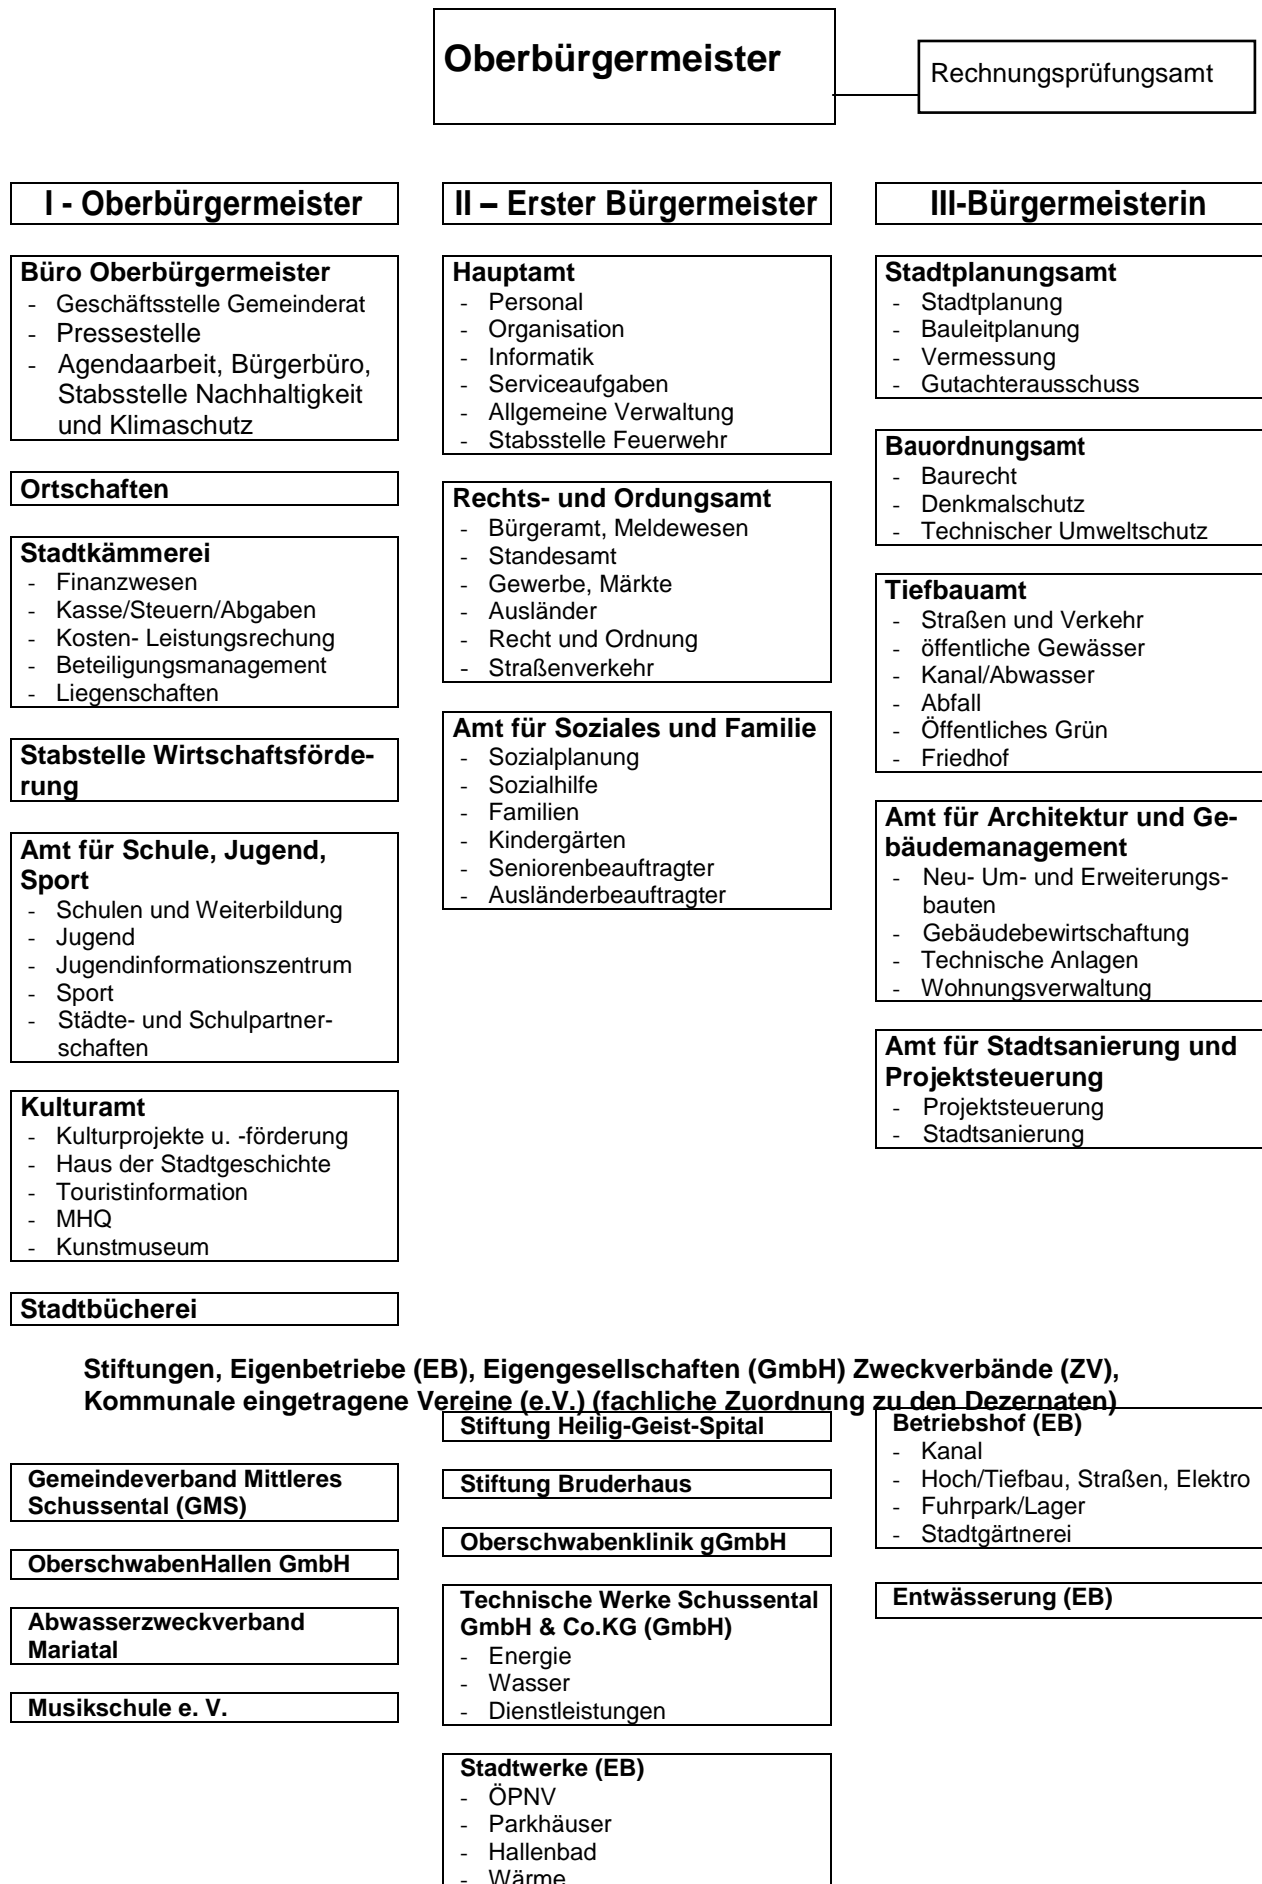 Oberbürgermeister
Rechnungsprüfungsamt
I - Oberbürgermeister
Büro Oberbürgermeister
- Geschäftsstelle Gemeinderat
- Pressestelle
- Agendaarbeit, Bürgerbüro,
Stabsstelle Nachhaltigkeit
und Klimaschutz
Ortschaften
Stadtkämmerei
- Finanzwesen
- Kasse/Steuern/Abgaben
- Kosten- Leistungsrechung
- Beteiligungsmanagement
- Liegenschaften
Stabstelle Wirtschaftsförde-
rung
Amt für Schule, Jugend,
Sport
- Schulen und Weiterbildung
- Jugend
- Jugendinformationszentrum
- Sport
- Städte- und Schulpartner-
schaften
Kulturamt
- Kulturprojekte u. -förderung
- Haus der Stadtgeschichte
- Touristinformation
- MHQ
- Kunstmuseum
Stadtbücherei
II – Erster Bürgermeister
Hauptamt
- Personal
- Organisation
- Informatik
- Serviceaufgaben
- Allgemeine Verwaltung
- Stabsstelle Feuerwehr
Rechts- und Ordungsamt
- Bürgeramt, Meldewesen
- Standesamt
- Gewerbe, Märkte
- Ausländer
- Recht und Ordnung
- Straßenverkehr
Amt für Soziales und Familie
- Sozialplanung
- Sozialhilfe
- Familien
- Kindergärten
- Seniorenbeauftragter
- Ausländerbeauftragter
III-Bürgermeisterin
Stadtplanungsamt
- Stadtplanung
- Bauleitplanung
- Vermessung
- Gutachterausschuss
Bauordnungsamt
- Baurecht
- Denkmalschutz
- Technischer Umweltschutz
Tiefbauamt
- Straßen und Verkehr
- öffentliche Gewässer
- Kanal/Abwasser
- Abfall
- Öffentliches Grün
- Friedhof
Amt für Architektur und Ge-
bäudemanagement
- Neu- Um- und Erweiterungs-
bauten
- Gebäudebewirtschaftung
- Technische Anlagen
- Wohnungsverwaltung
Amt für Stadtsanierung und
Projektsteuerung
- Projektsteuerung
- Stadtsanierung
Stiftungen, Eigenbetriebe (EB), Eigengesellschaften (GmbH) Zweckverbände (ZV),
Kommunale eingetragene Vereine (e.V.) (fachliche Zuordnung zu den Dezernaten)
Gemeindeverband Mittleres
Schussental (GMS)
OberschwabenHallen GmbH
Abwasserzweckverband
Mariatal
Musikschule e. V.
Stiftung Heilig-Geist-Spital
Stiftung Bruderhaus
Oberschwabenklinik gGmbH
Technische Werke Schussental
GmbH & Co.KG (GmbH)
- Energie
- Wasser
- Dienstleistungen
Stadtwerke (EB)
- ÖPNV
- Parkhäuser
- Hallenbad
- Wärme
Betriebshof (EB)
- Kanal
- Hoch/Tiefbau, Straßen, Elektro
- Fuhrpark/Lager
- Stadtgärtnerei
Entwässerung (EB)